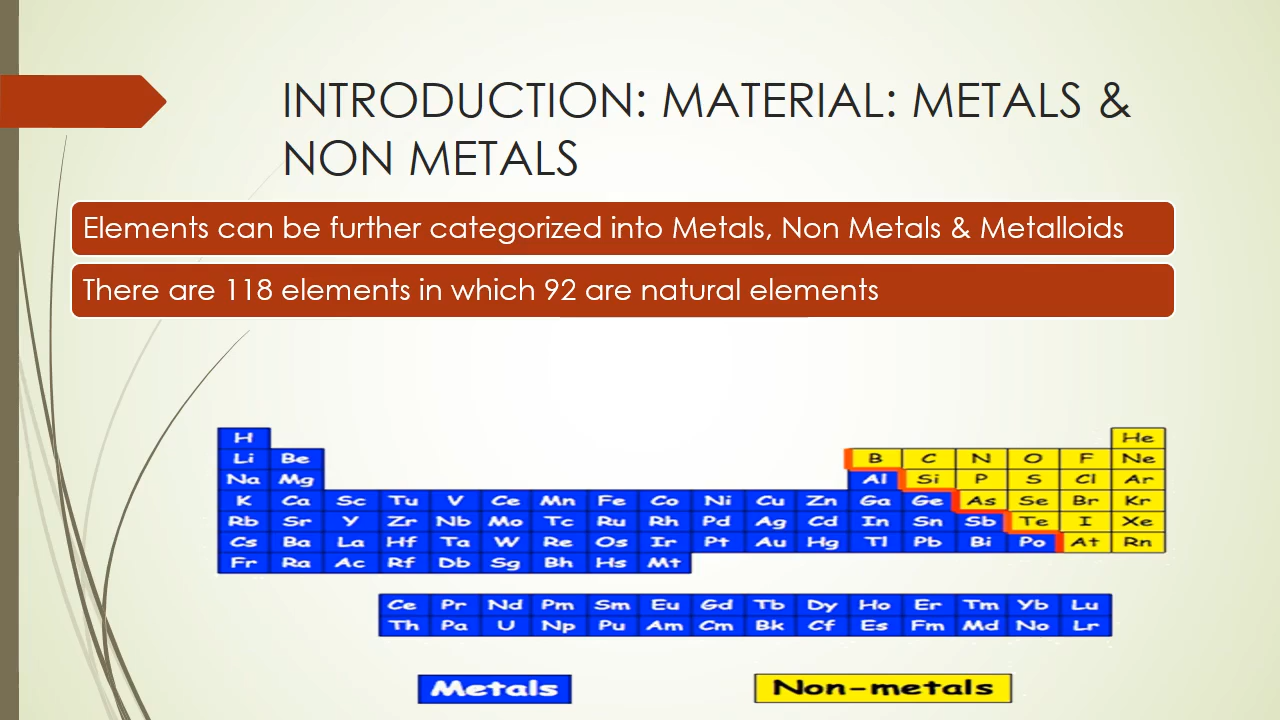 INTRODUCTION: MATERIAL: METALS &
NON METALS
Elements can be further categorized into Metals, Non Metals & Metalloids
There are 118 elements in which 92 are natural elements
H He
Li Be B C N O F Ne
Na Mg Al Si P S Cl Ar
K Ca Sc Tu V Ce Mn Fe Co Ni Cu Zn Ga Ge As Se Br Kr
Rb Sr Y Zr Nb Mo Tc Ru Rh Pd Ag Cd In Sn Sb Te I Xe
Cs Ba La Hf Ta W Re Os Ir Pt Au Hg Tl Pb Bi Po At Rn
Fr Ra Ac Rf Db Sg Bh Hs Mt
Ce Pr Nd Pm Sm Eu Gd Tb Dy Ho Er Tm Yb Lu
Th Pa U Np Pu Am Cm Bk Cf Es Fm Md No Lr
Metals Non-metals